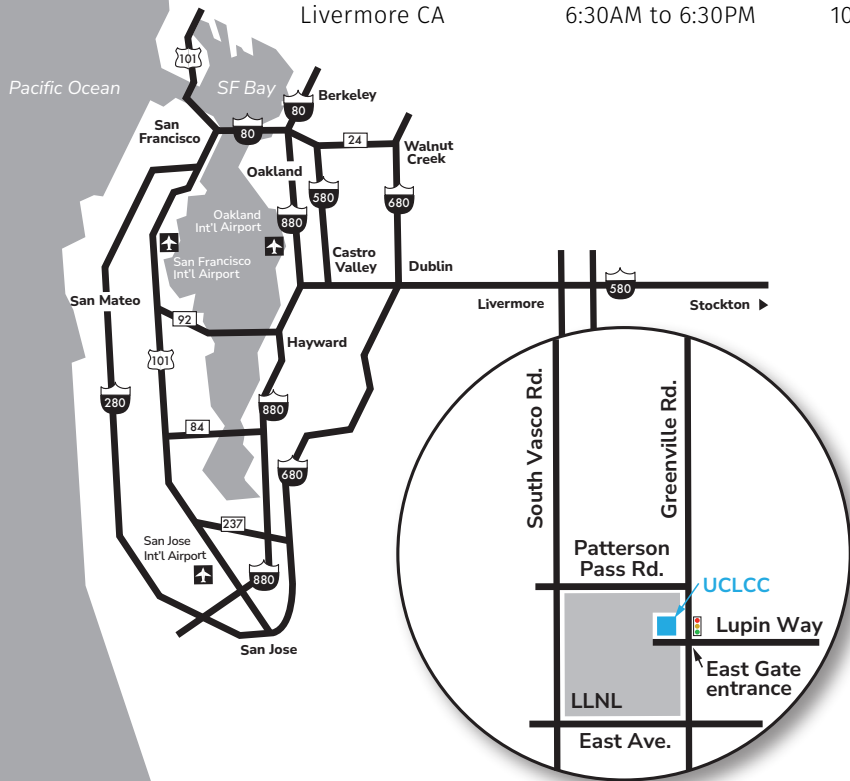 Livermore CA 6:30AM to 6:30PM 10
101
Pacific Ocean
SF Bay
Berkeley
80
San
Francisco
80
24
Walnut
Creek
Oakland
580
680
Oakland
Int'l Airport
880
San Francisco
Int'l Airport
Castro
Valley
Dublin
580
San Mateo
Livermore
Stockton
92
Hayward
101
280
880
84
680
237
San Jose
Int'l Airport
880
San Jose
South Vasco Rd.
Greenville Rd.
Patterson
Pass Rd.
UCLCC
Lupin Way
East Gate
entrance
LLNL
East Ave.